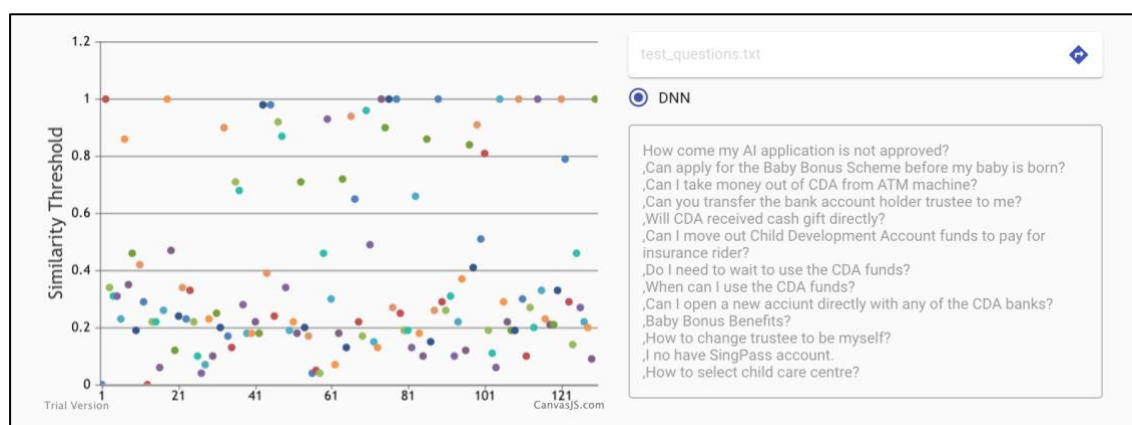 1.2
1
0.8
0.6
0.4
0.2
0
Similarity Threshold
1 21 41 61 81 101 121
Trial Version
CanvasJS.com
test_questions.txt
DNN
How come my AI application is not approved?
,Can apply for the Baby Bonus Scheme before my baby is born?
,Can I take money out of CDA from ATM machine?
,Can you transfer the bank account holder trustee to me?
,Will CDA received cash gift directly?
,Can I move out Child Development Account funds to pay for
insurance rider?
,Do I need to wait to use the CDA funds?
,When can I use the CDA funds?
,Can I open a new acciunt directly with any of the CDA banks?
,Baby Bonus Benefits?
,How to change trustee to be myself?
,I no have SingPass account.
,How to select child care centre?